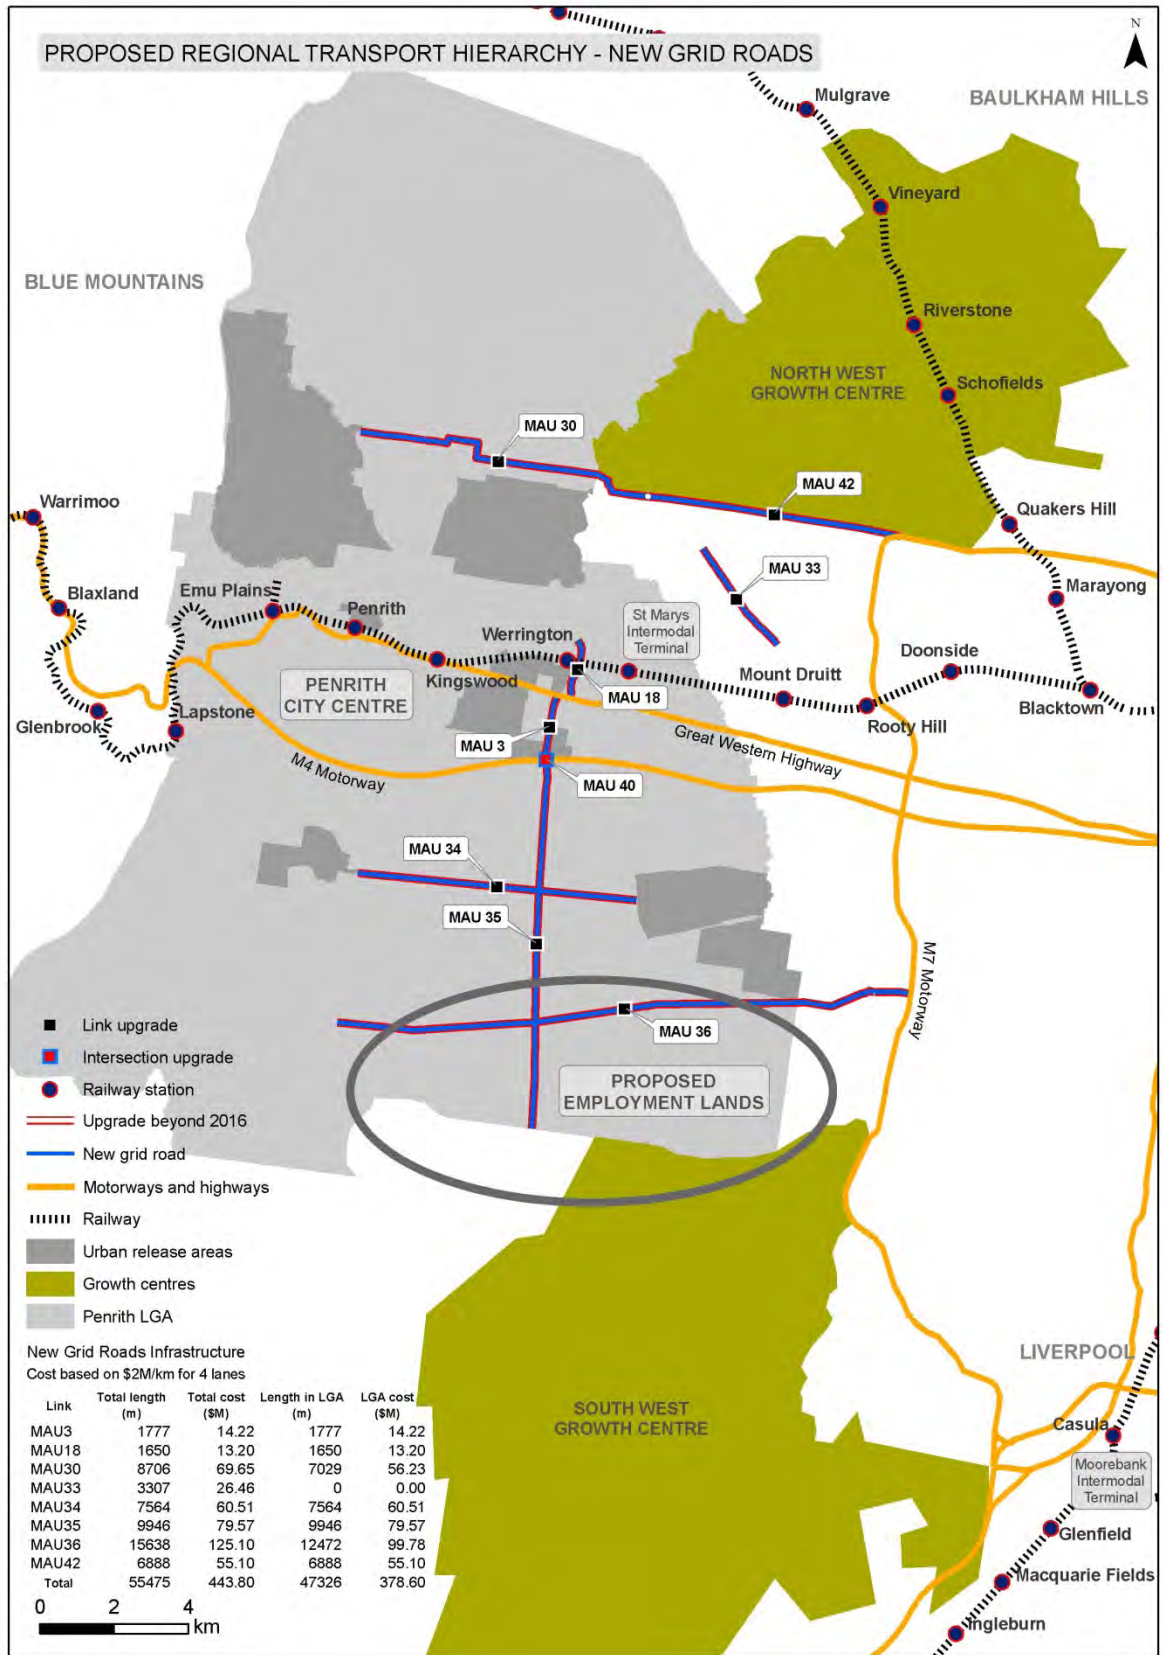 N
PROPOSED REGIONAL TRANSPORT HIERARCHY - NEW GRID ROADS
Mulgrave
BAULKHAM HILLS
Vineyard
BLUE MOUNTAINS
Riverstone
NORTH WEST
GROWTH CENTRE
Schofields
MAU 30
MAU 42
Warrimoo
Quakers Hill
MAU 33
Blaxland
Emu Plains
Penrith
Marayong
St Marys
Intermodal
Terminal
Werrington
Doonside
Kingswood
Mount Druitt
PENRITH
CITY CENTRE
MAU 18
Glenbrook
Lapstone
Rooty Hill
Blacktown
MAU 3
Great Western Highway
M4 Motorway
MAU 40
MAU 34
MAU 35
M7 Motorway
MAU 36
PROPOSED
EMPLOYMENT LANDS
Link upgrade
Intersection upgrade
Railway station
Upgrade beyond 2016
New grid road
Motorways and highways
Railway
Urban release areas
Growth centres
Penrith LGA
LIVERPOOL
SOUTH WEST
GROWTH CENTRE
Casula
Moorebank
Intermodal
Terminal
Glenfield
Macquarie Fields
Ingleburn
New Grid Roads Infrastructure
Cost based on $2M/km for 4 lanes
Link Total length (m) Total cost ($M) Length in LGA (m) LGA cost ($M)
MAU3 1777 14.22 1777 14.22
MAU18 1650 13.20 1650 13.20
MAU30 8706 69.65 7029 56.23
MAU33 3307 26.46 0 0.00
MAU34 7564 60.51 7564 60.51
MAU35 9946 79.57 9946 79.57
MAU36 15638 125.10 12472 99.78
MAU42 6888 55.10 6888 55.10
Total 55475 443.80 47326 378.60
0 2 4
km